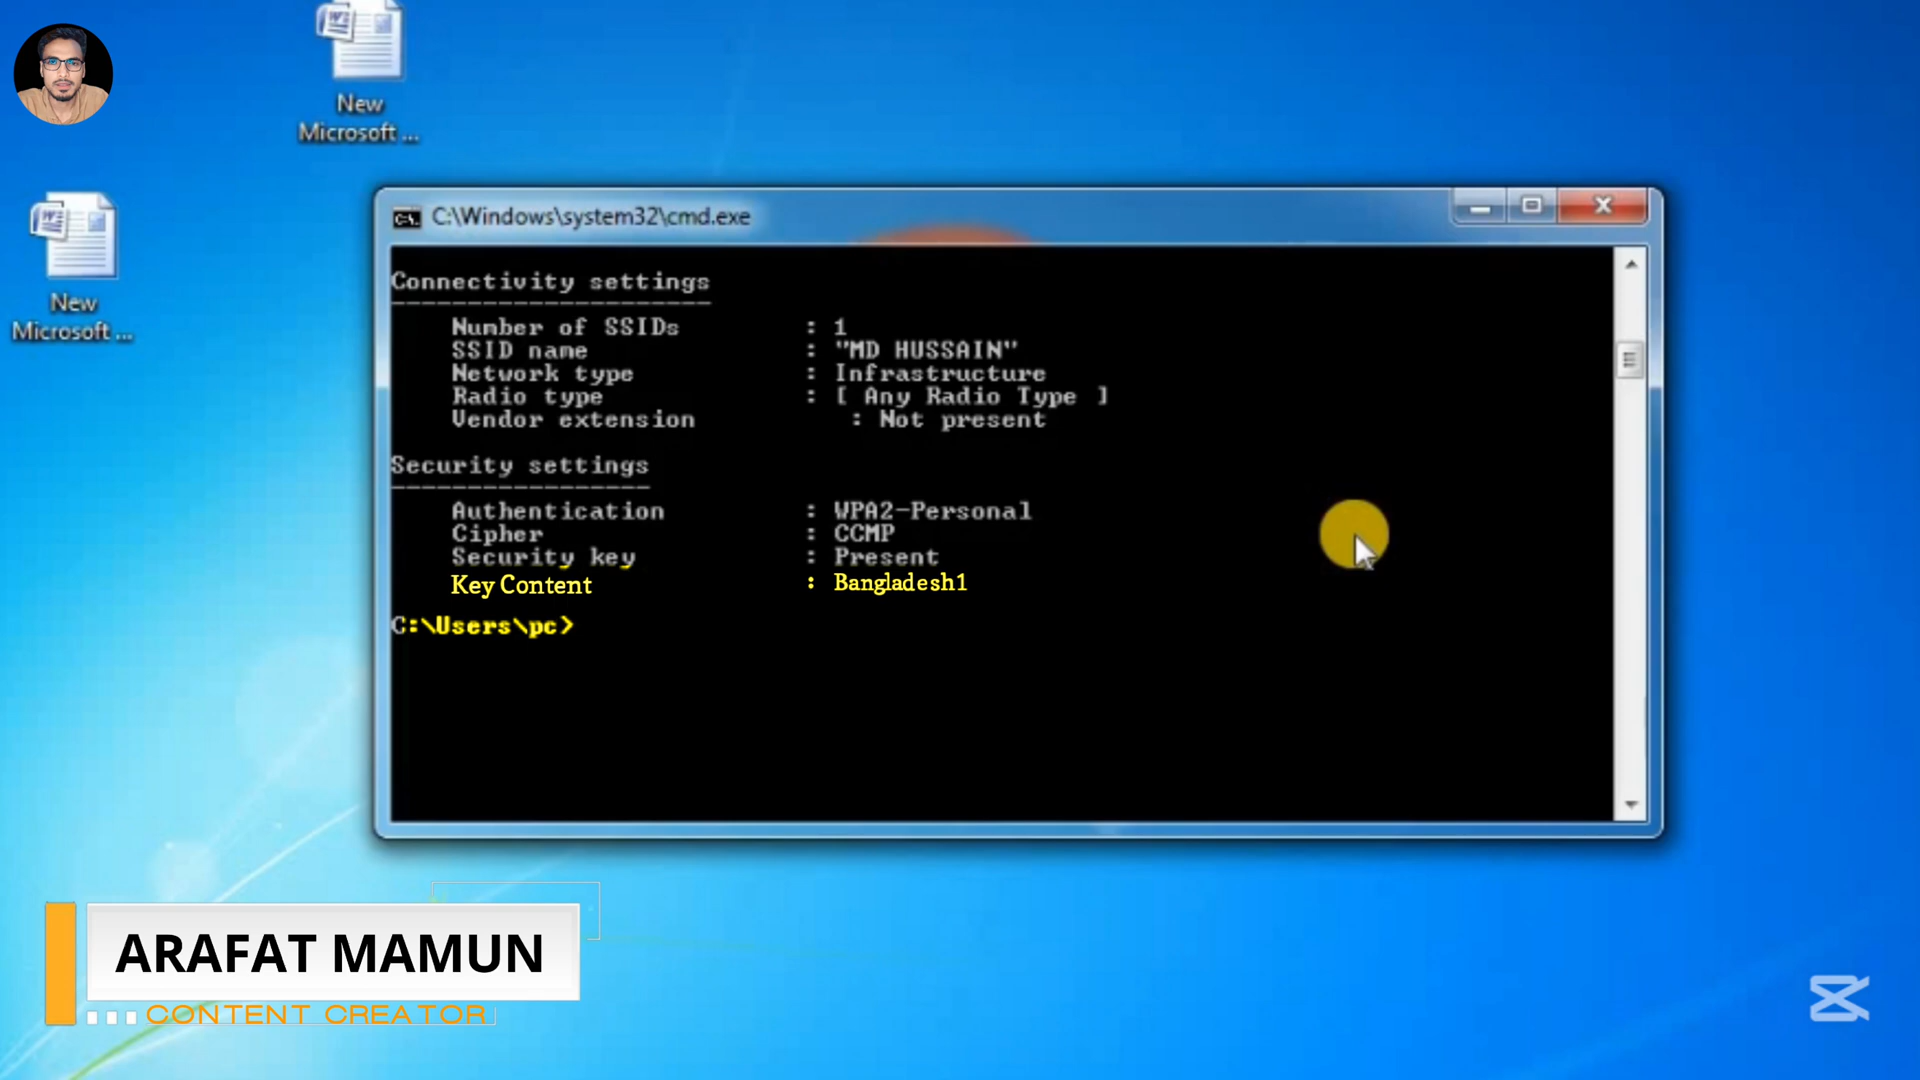 New
Microsoft ...
New
Microsoft ...
C:\Windows\system32\cmd.exe
Connectivity settings
---------------------
Number of SSIDs : 1
SSID name : "MD HUSSAIN"
Network type : Infrastructure
Radio type : [ Any Radio Type ]
Vendor extension : Not present
Security settings
-----------------
Authentication : WPA2-Personal
Cipher : CCMP
Security key : Present
Key Content : Bangladesh1
C:\Users\pc>
ARAFAT MAMUN
CONTENT CREATOR